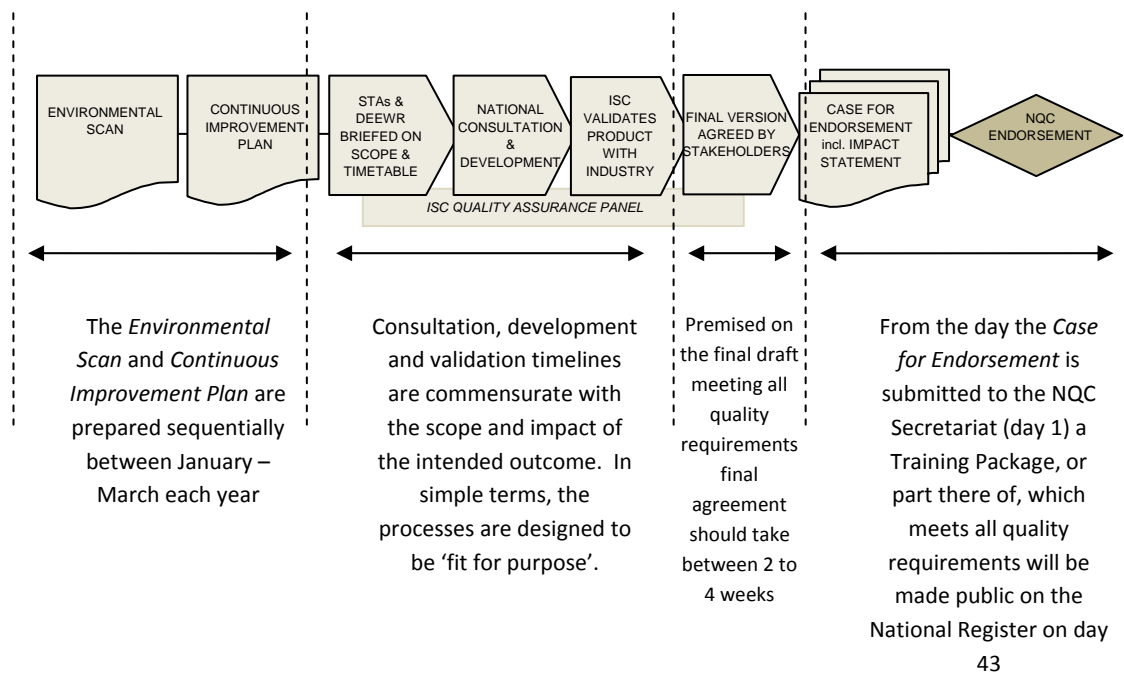 ENVIRONMENTAL
SCAN
CONTINUOUS
IMPROVEMENT
PLAN
STAs &
DEEWR
BRIEFED ON
SCOPE &
TIMETABLE
NATIONAL
CONSULTATION
&
DEVELOPMENT
ISC
VALIDATES
PRODUCT
WITH
INDUSTRY
FINAL VERSION
AGREED BY
STAKEHOLDERS
CASE FOR
ENDORSEMENT
incl. IMPACT
STATEMENT
NQC
ENDORSEMENT
ISC QUALITY ASSURANCE PANEL
The Environmental
Scan and Continuous
Improvement Plan are
prepared sequentially
between January –
March each year
Consultation, development
and validation timelines
are commensurate with
the scope and impact of
the intended outcome. In
simple terms, the
processes are designed to
be ‘fit for purpose’.
Premised on
the final draft
meeting all
quality
requirements
final
agreement
should take
between 2 to
4 weeks
From the day the Case
for Endorsement is
submitted to the NQC
Secretariat (day 1) a
Training Package, or
part there of, which
meets all quality
requirements will be
made public on the
National Register on day
43